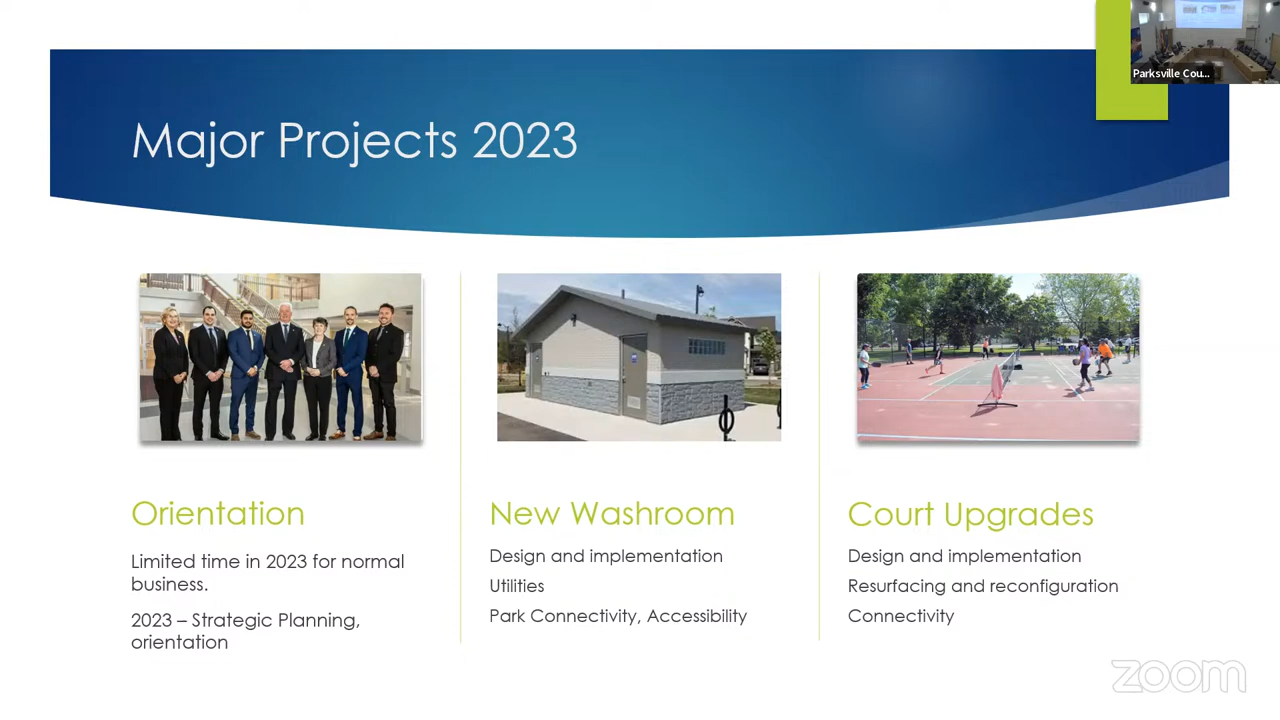 Parksville Cou...
Major Projects 2023
Orientation
Limited time in 2023 for normal
business.
2023 – Strategic Planning,
orientation
New Washroom
Design and implementation
Utilities
Park Connectivity, Accessibility
Court Upgrades
Design and implementation
Resurfacing and reconfiguration
Connectivity
zoom